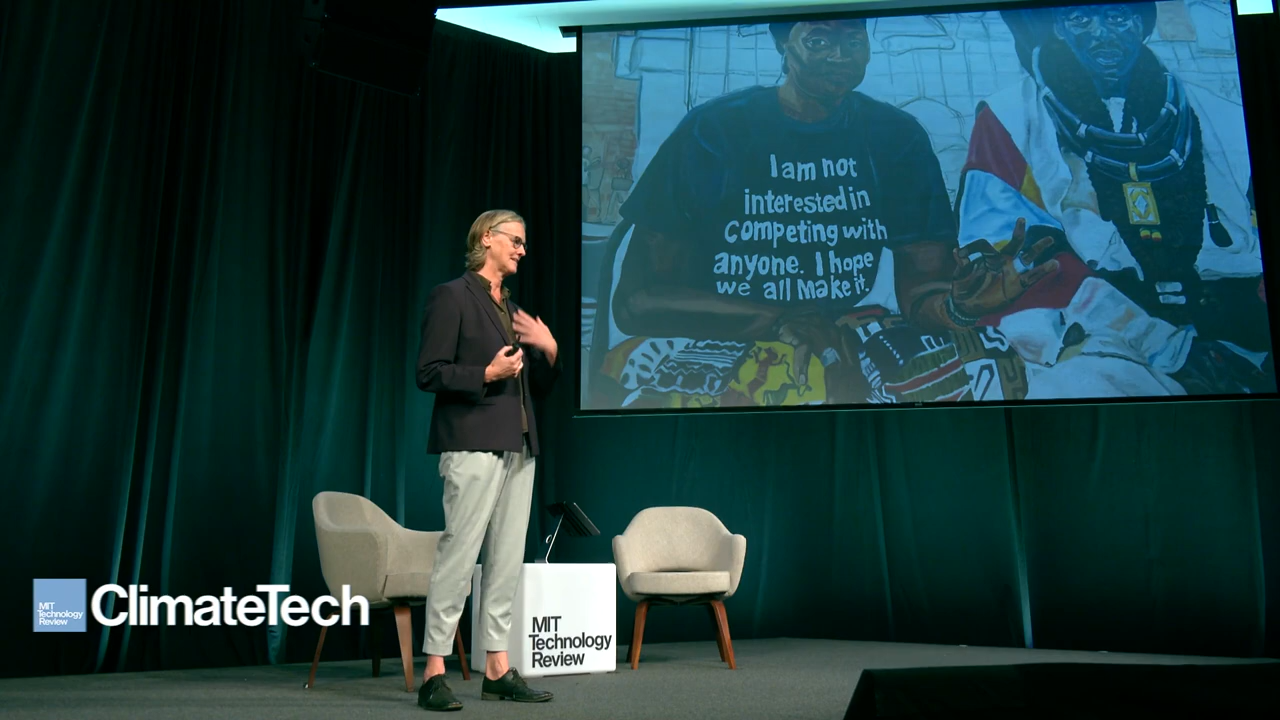 I am not
interested in
competing with
anyone. I hope
we all Make it.
MIT
Technology
Review
ClimateTech
MIT
Technology
Review